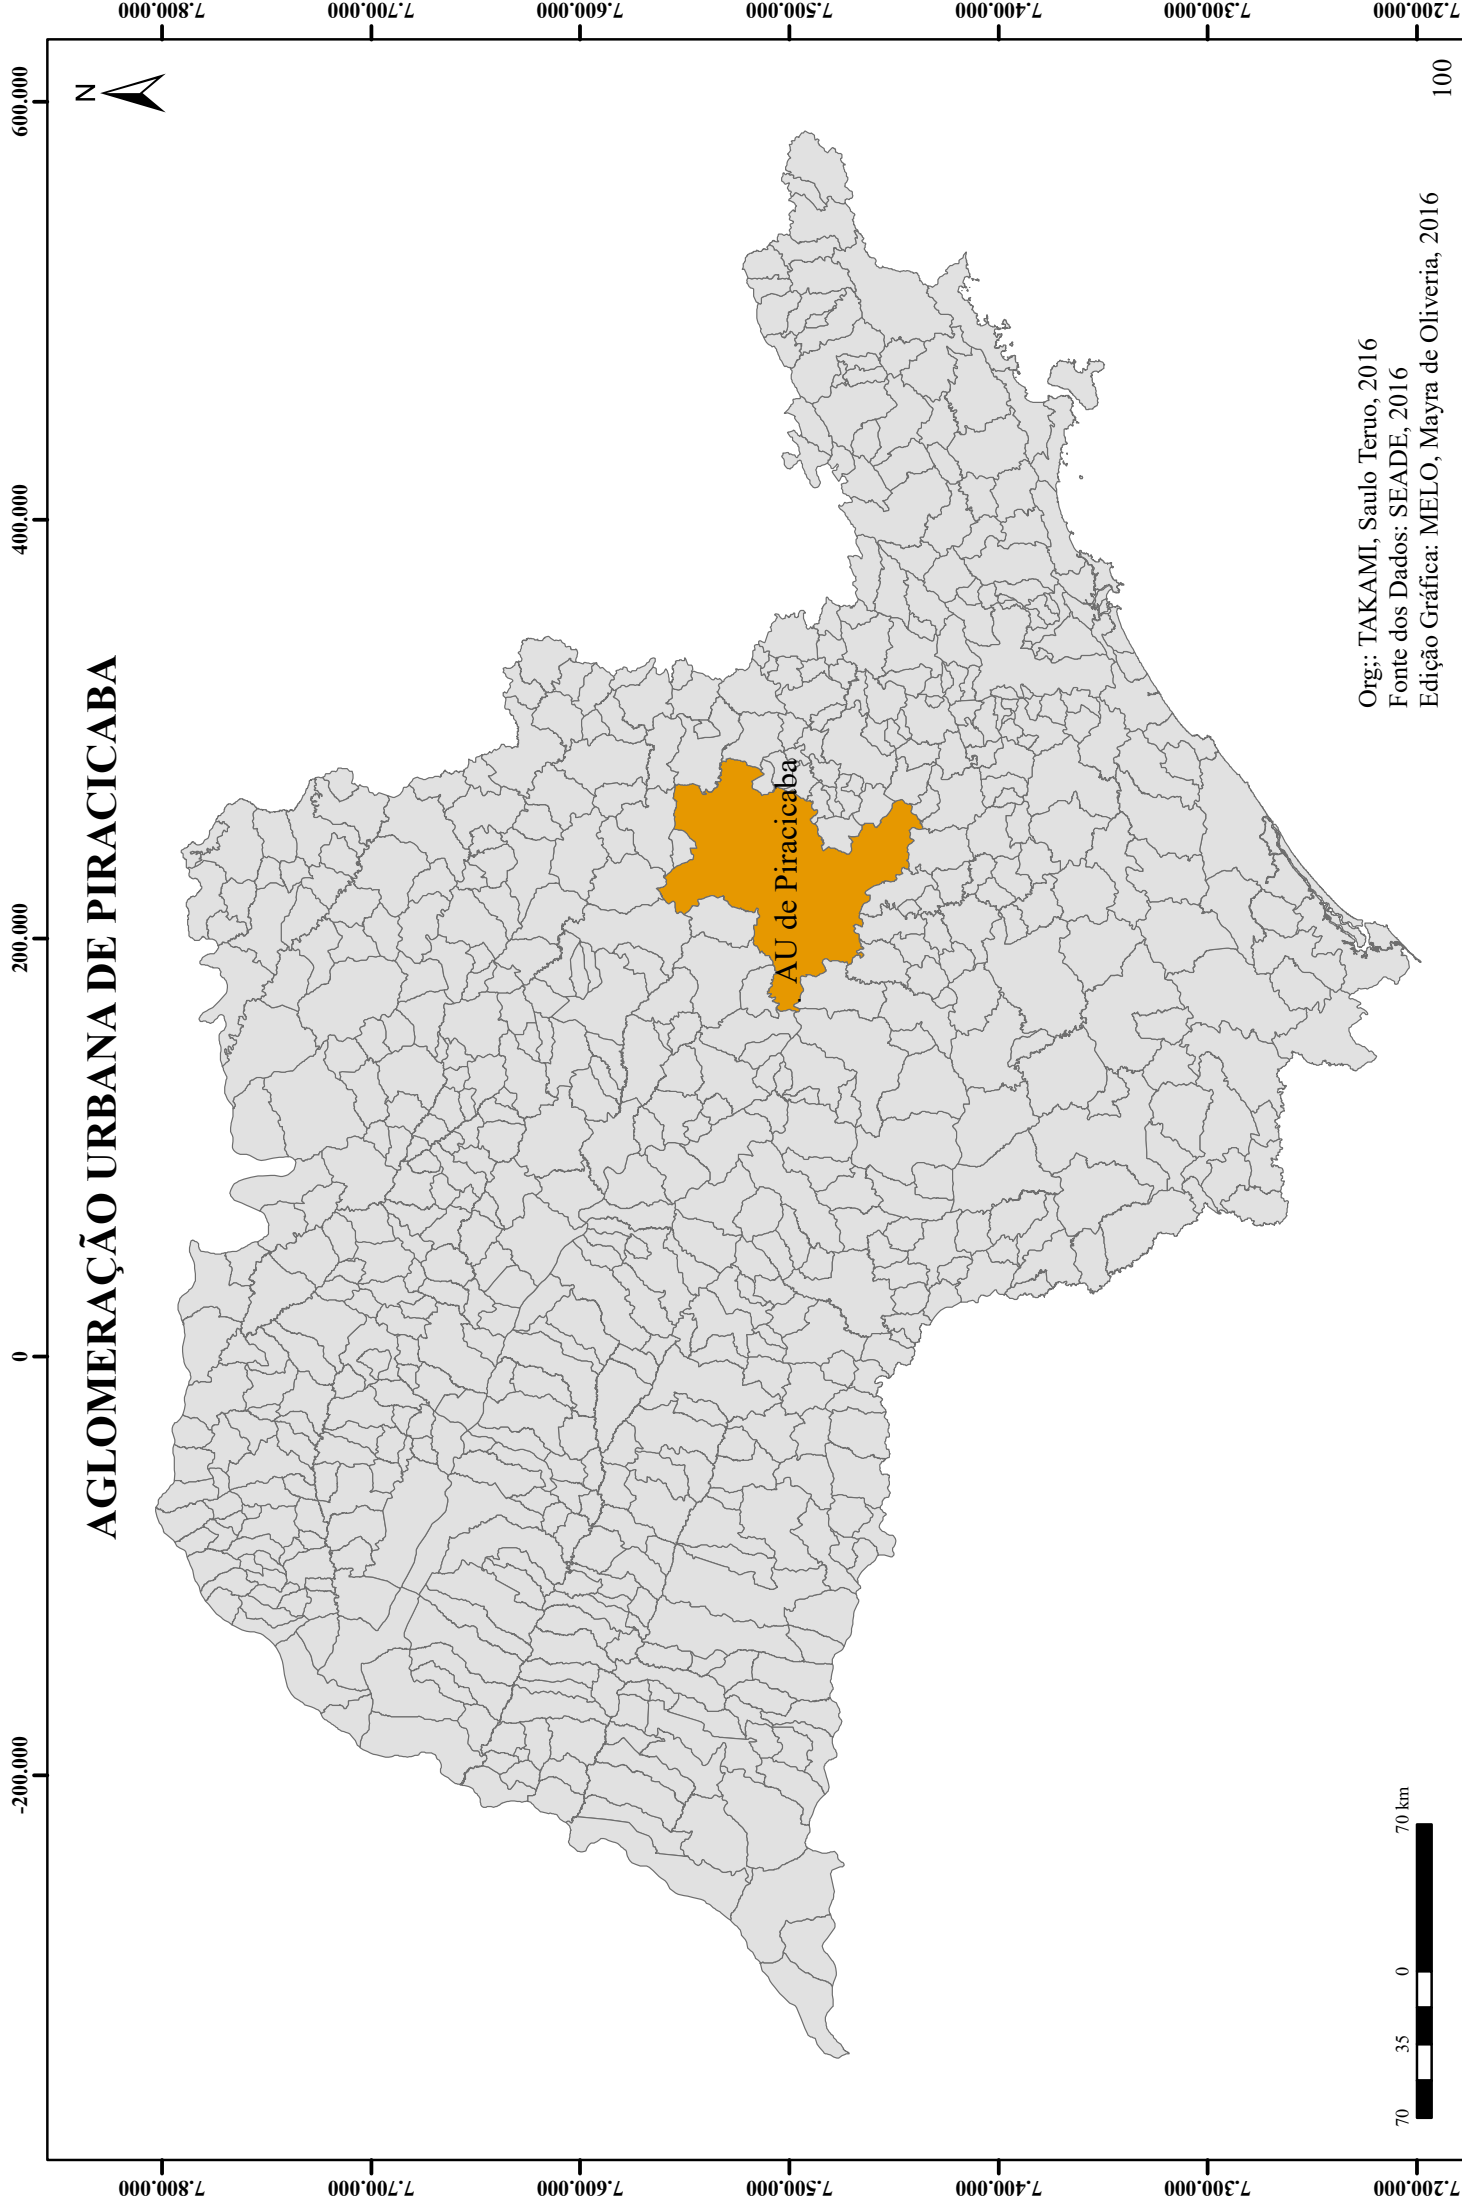 AGLOMERAÇÃO URBANA DE PIRACICABA
-200.000
0
200.000
400.000
600.000
N
7.800.000
7.800.000
7.700.000
7.700.000
7.600.000
7.600.000
7.500.000
7.500.000
7.400.000
7.400.000
7.300.000
7.300.000
7.200.000
7.200.000
AU de Piracicaba
70 35 0 70 km
Org;: TAKAMI, Saulo Teruo, 2016
Fonte dos Dados: SEADE, 2016
Edição Gráfica: MELO, Mayra de Oliveria, 2016
100